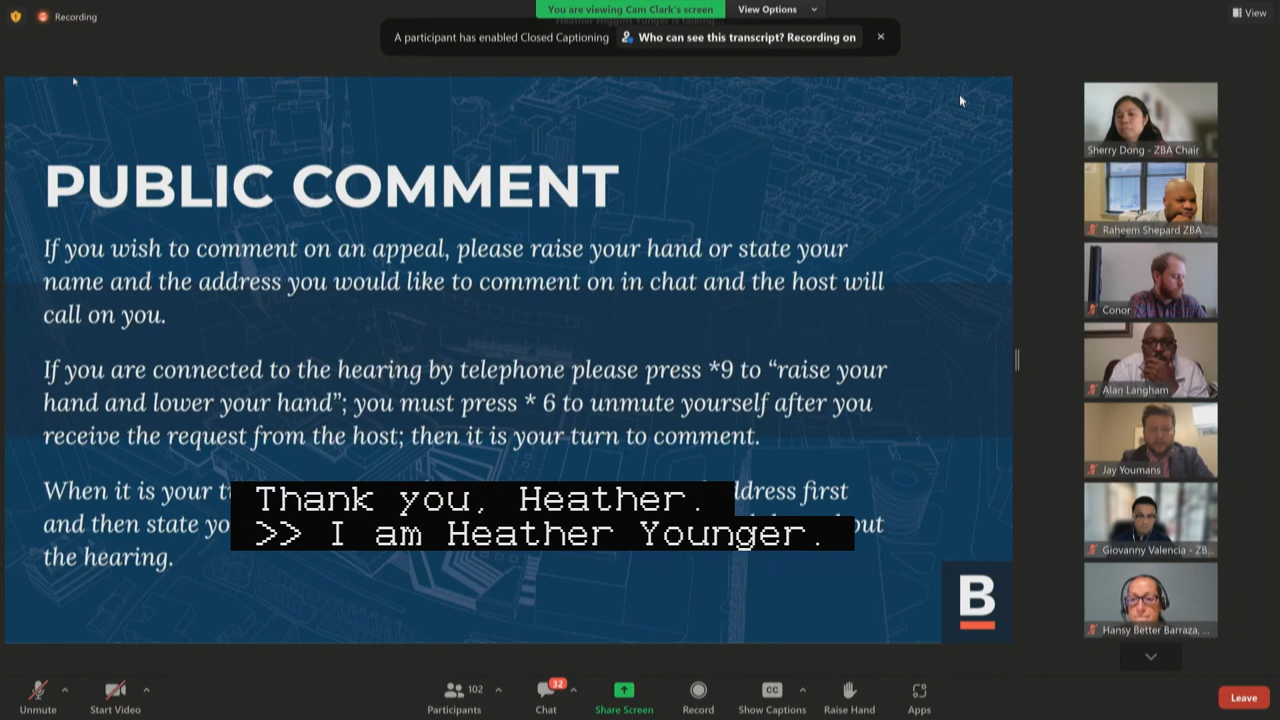 Recording
You are viewing Cam Clark's screen
View Options
View
A participant has enabled Closed Captioning
Who can see this transcript? Recording on
PUBLIC COMMENT
If you wish to comment on an appeal, please raise your hand or state your
name and the address you would like to comment on in chat and the host will
call on you.
If you are connected to the hearing by telephone please press *9 to “raise your
hand and lower your hand”; you must press * 6 to unmute yourself after you
receive the request from the host; then it is your turn to comment.
When it is your
and then state
the hearing.
Thank you, Heather.
>> I am Heather Younger.
first
B
Sherry Dong - ZBA Chair
Raheem Shepard ZBA ...
Conor
Alan Langham
Jay Youmans
Giovanny Valencia - ZB...
Hansy Better Barraza, ...
Unmute
Start Video
102
Participants
32
Chat
Share Screen
Record
CC
Show Captions
Raise Hand
Apps
Leave